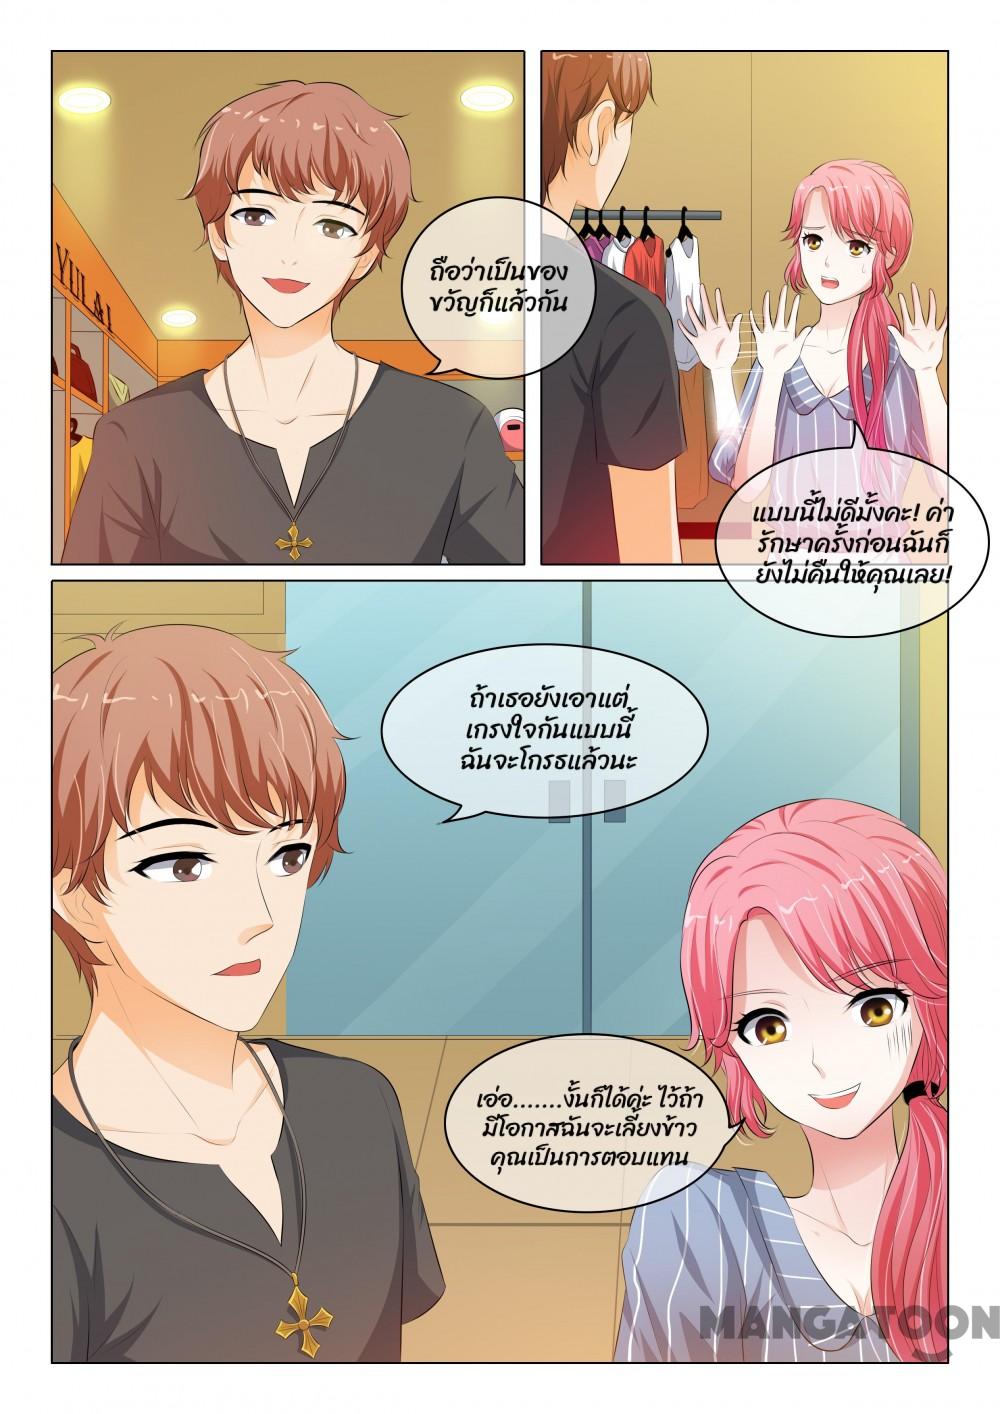 YIILAI
ถือว่าเป็นของ
ขวัญก็แล้วกัน
แบบนี้ไม่ดีมั้งคะ! ค่า
รักษาครั้งก่อนฉันก็
ยังไม่คืนให้คุณเลย!
ถ้าเธอยังเอาแต่
เกรงใจกันแบบนี้
ฉันจะโกรธแล้วนะ
เอ่อ.......งั้นก็ได้ค่ะ ไว้ถ้า
มีโอกาสฉันจะเลี้ยงข้าว
คุณเป็นการตอบแทน
MANGATOON